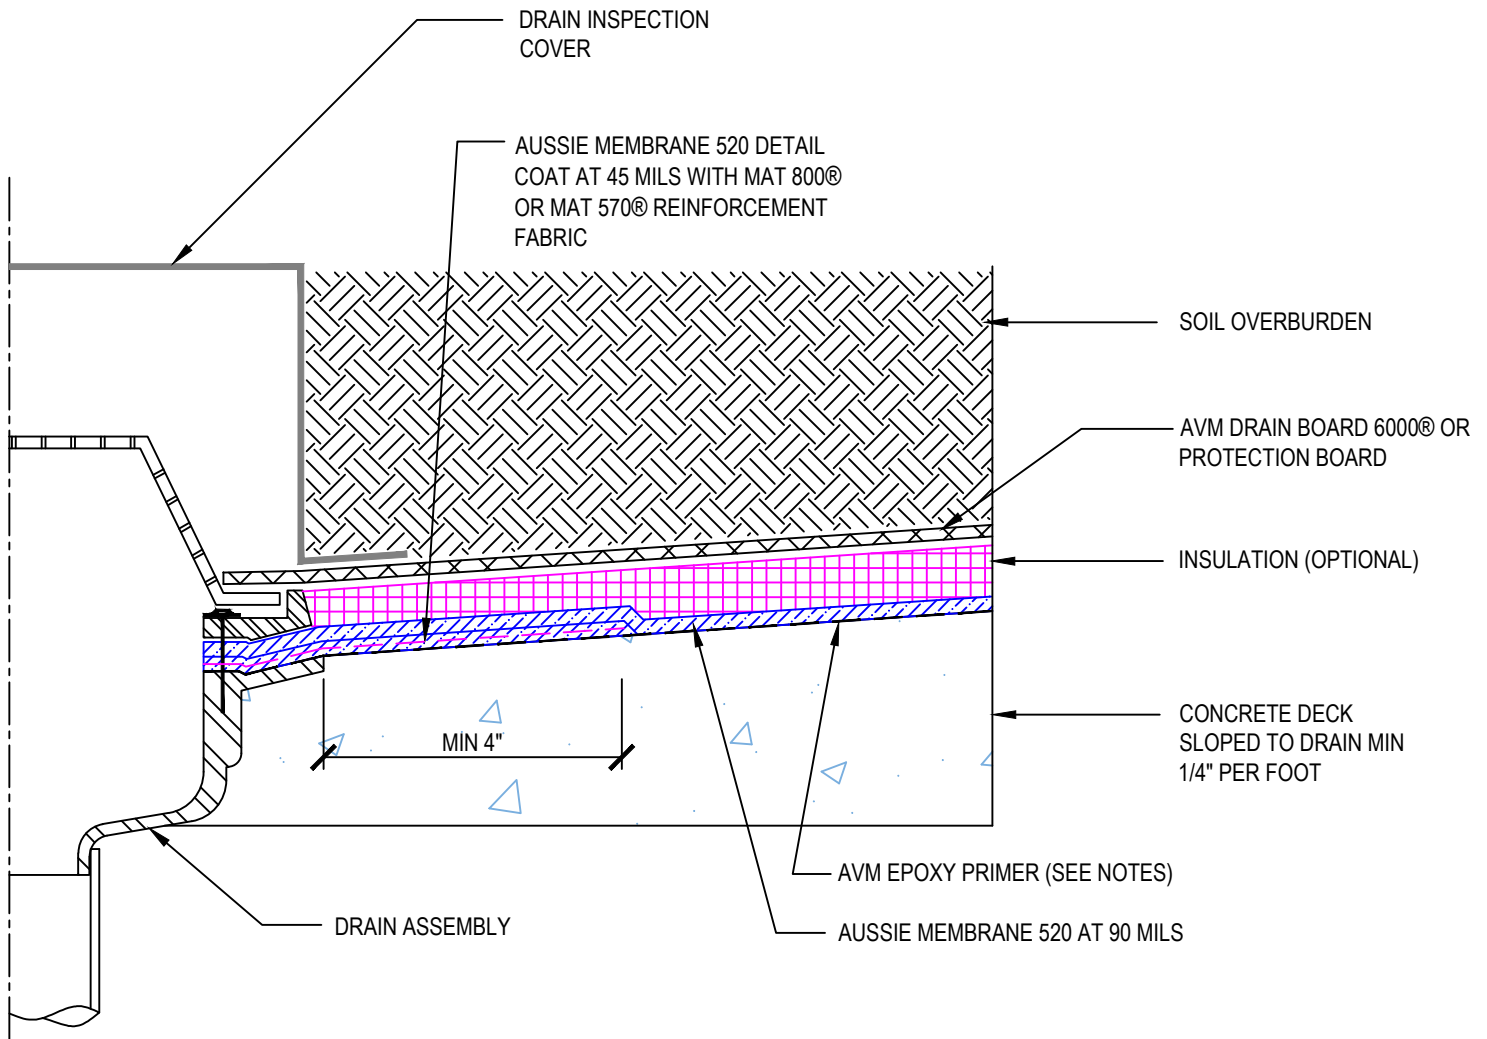 DRAIN INSPECTION
COVER
AUSSIE MEMBRANE 520 DETAIL
COAT AT 45 MILS WITH MAT 800®
OR MAT 570® REINFORCEMENT
FABRIC
SOIL OVERBURDEN
AVM DRAIN BOARD 6000® OR
PROTECTION BOARD
INSULATION (OPTIONAL)
CONCRETE DECK
SLOPED TO DRAIN MIN
1/4" PER FOOT
MIN 4"
AVM EPOXY PRIMER (SEE NOTES)
DRAIN ASSEMBLY
AUSSIE MEMBRANE 520 AT 90 MILS